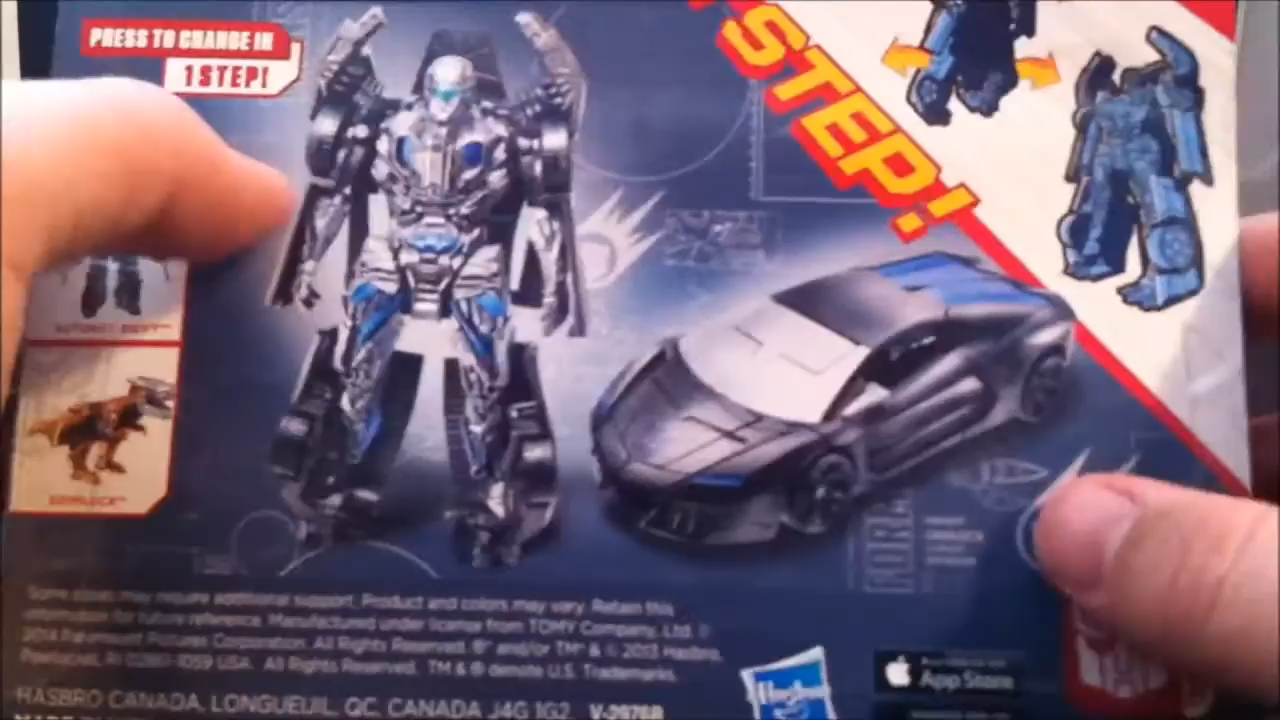 PRESS TO CHANGE IN
1 STEP!
STEP!
GRIMLOCK™
Some poses may require additional support. Product and colors may vary. Retain this
information for future reference. Manufactured under license from TOMY Company, Ltd. ©
2014 Paramount Pictures Corporation. All Rights Reserved. ®* and/or TM* & © 2013 Hasbro,
Pawtucket, RI 02861-1059 USA. All Rights Reserved. TM & ® denote U.S. Trademarks.
HASBRO CANADA, LONGUEUIL, QC, CANADA J4G 1G2.
Hasbro
App Store